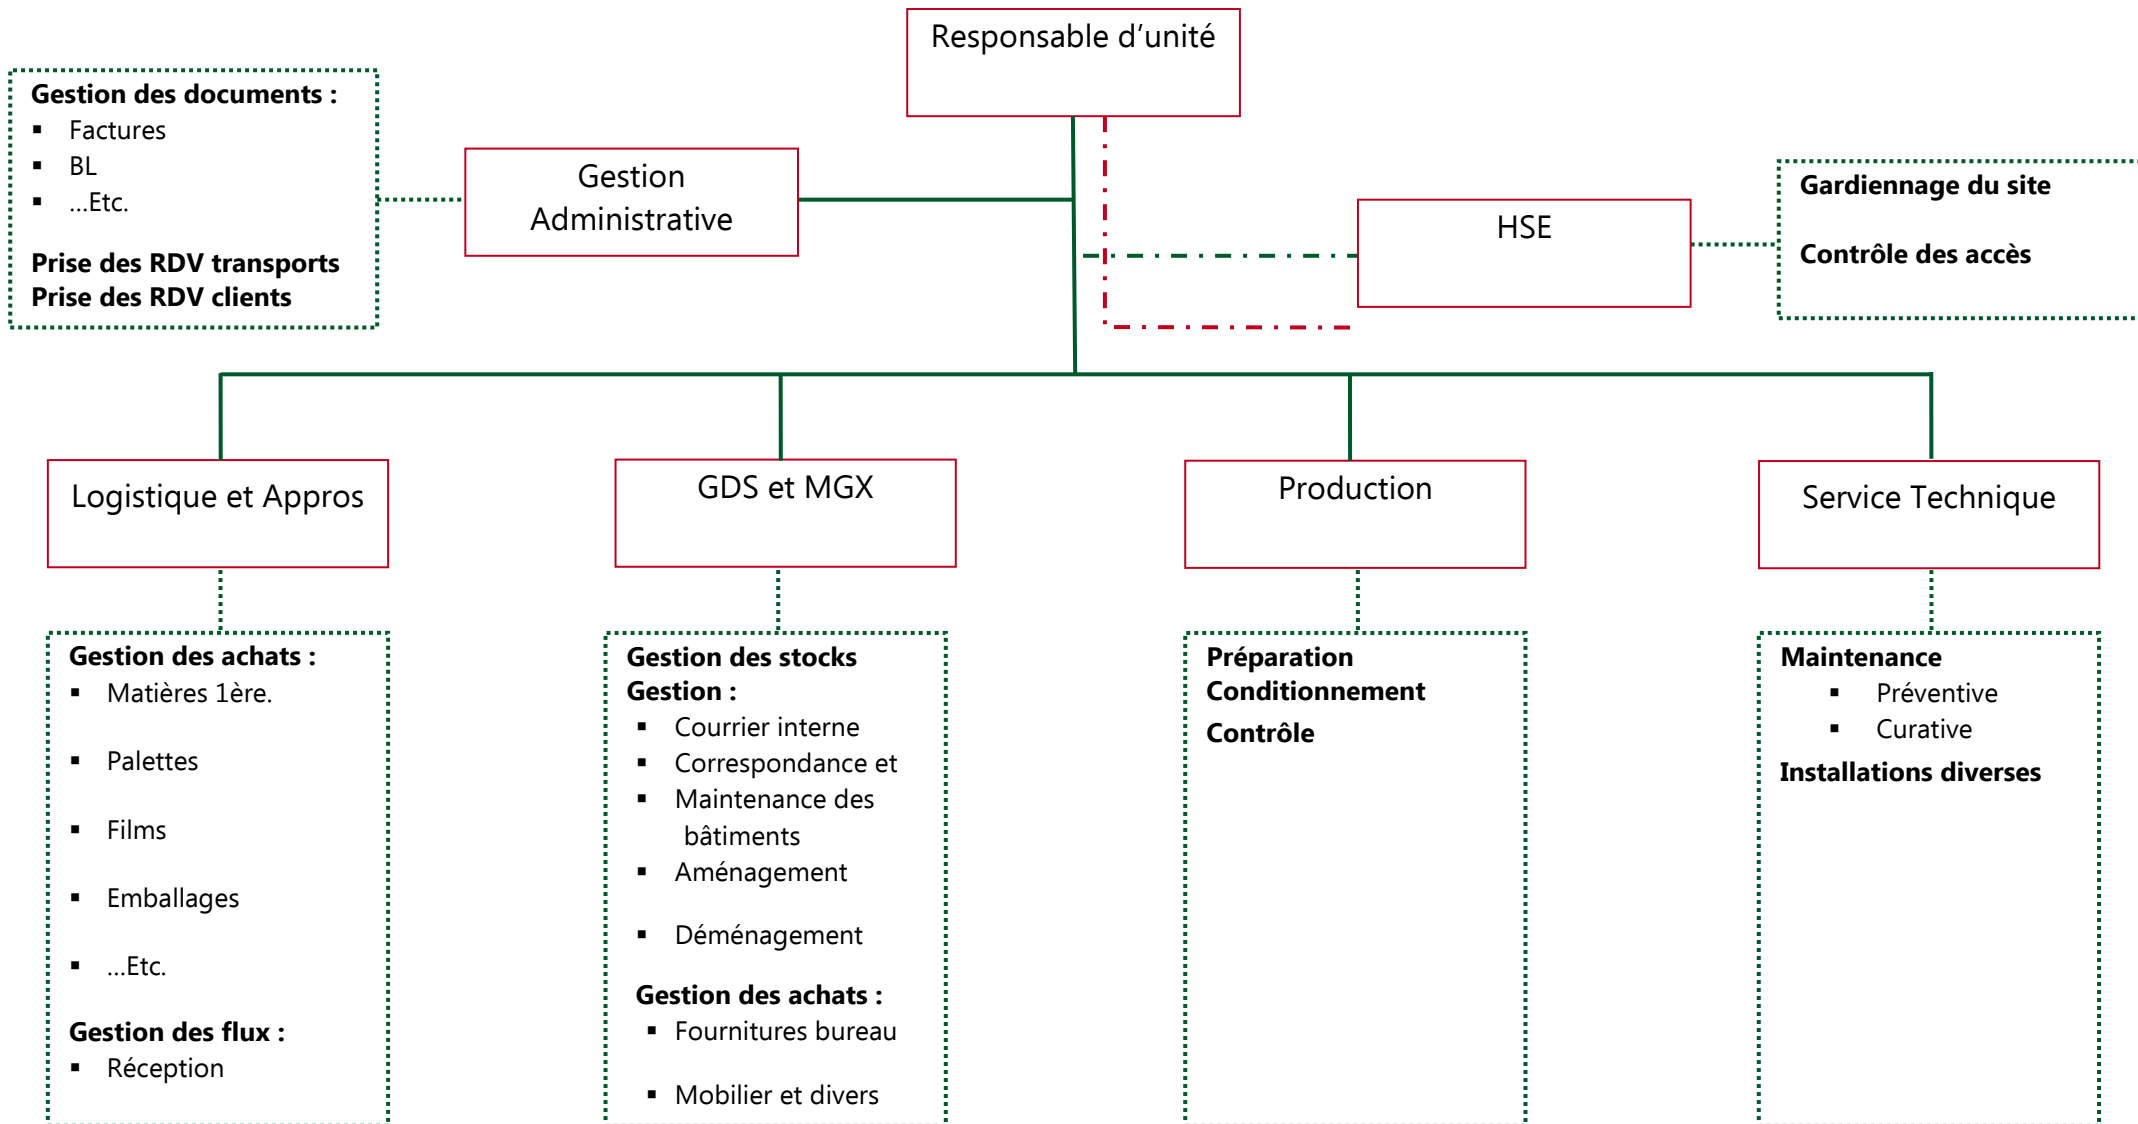 Responsable d’unité
Gestion des documents :
▪ Factures
▪ BL
▪ ...Etc.
Prise des RDV transports
Prise des RDV clients
Gestion
Administrative
HSE
Gardiennage du site
Contrôle des accès
Logistique et Appros
GDS et MGX
Production
Service Technique
Gestion des achats :
▪ Matières 1ère.
▪ Palettes
▪ Films
▪ Emballages
▪ ...Etc.
Gestion des flux :
▪ Réception
Gestion des stocks
Gestion :
▪ Courrier interne
▪ Correspondance et
▪ Maintenance des
bâtiments
▪ Aménagement
▪ Déménagement
Gestion des achats :
▪ Fournitures bureau
▪ Mobilier et divers
Préparation
Conditionnement
Contrôle
Maintenance
▪ Préventive
▪ Curative
Installations diverses